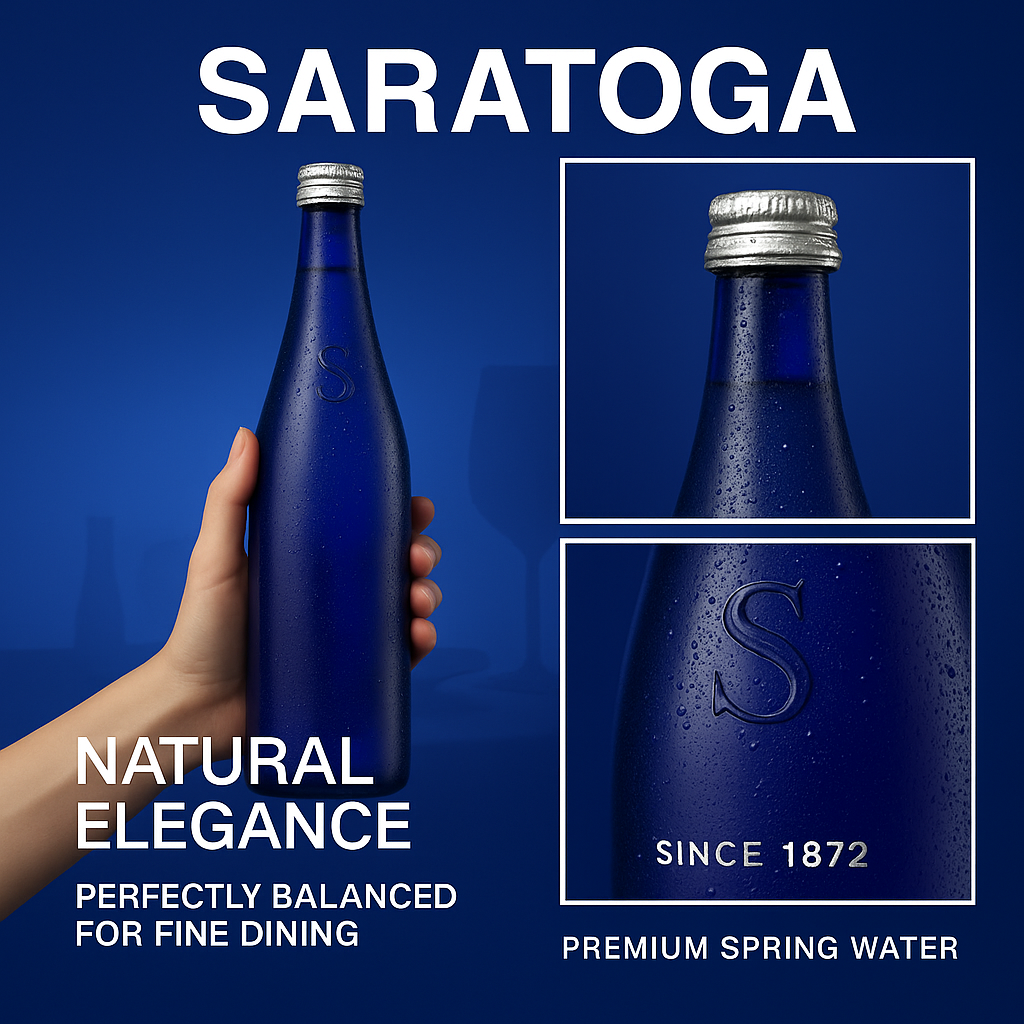 SARATOGA
S
S
SINCE 1872
NATURAL
ELEGANCE
PERFECTLY BALANCED
FOR FINE DINING
PREMIUM SPRING WATER